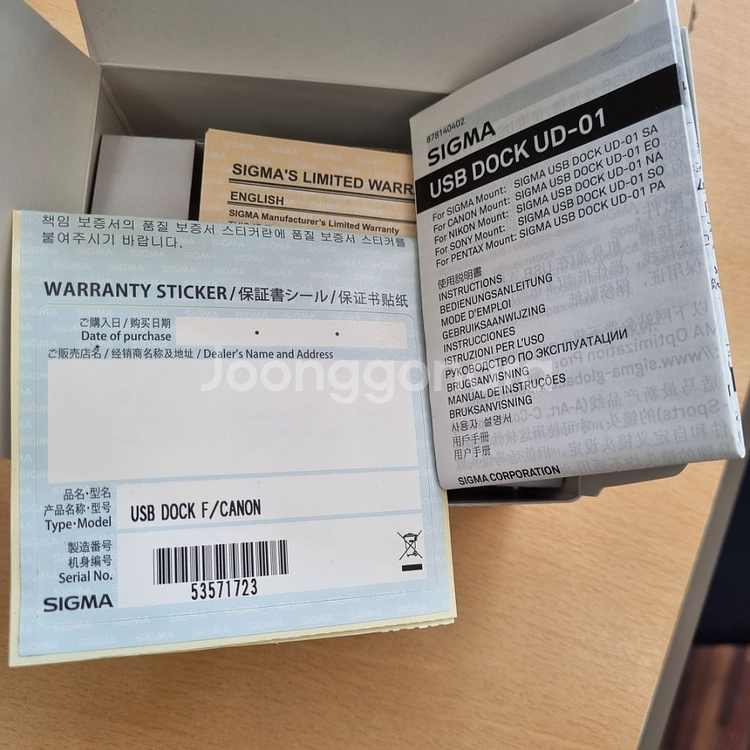 SIGMA'S LIMITED WARR
ENGLISH
SIGMA Manufacturer's Limited Warranty
책임 보증서의 품질 보증서 스티커란에 품질 보증서 스티커를
붙여주시기 바랍니다.
WARRANTY STICKER/保証書シール/保证书贴纸
ご購入日/购买日期
Date of purchase
ご販売店名/经销商名称及地址/Dealer's Name and Address
品名・型名
产品名称・型号
Type・Model
USB DOCK F/CANON
製造番号
机身编号
Serial No.
53571723
SIGMA
878140402
SIGMA
USB DOCK UD-01
For SIGMA Mount: SIGMA USB DOCK UD-01 SA
For CANON Mount: SIGMA USB DOCK UD-01 EO
For NIKON Mount: SIGMA USB DOCK UD-01 NA
For SONY Mount: SIGMA USB DOCK UD-01 SO
For PENTAX Mount: SIGMA USB DOCK UD-01 PA
使用説明書
INSTRUCTIONS
BEDIENUNGSANLEITUNG
MODE D'EMPLOI
GEBRUIKSAANWIJZING
INSTRUCCIONES
ISTRUZIONI PER L'USO
РУКОВОДСТВО ПО ЭКСПЛУАТАЦИИ
BRUGSANVISNING
MANUAL DE INSTRUÇÕES
BRUKSANVISNING
사용자 설명서
用戶手冊
用户手册
SIGMA CORPORATION